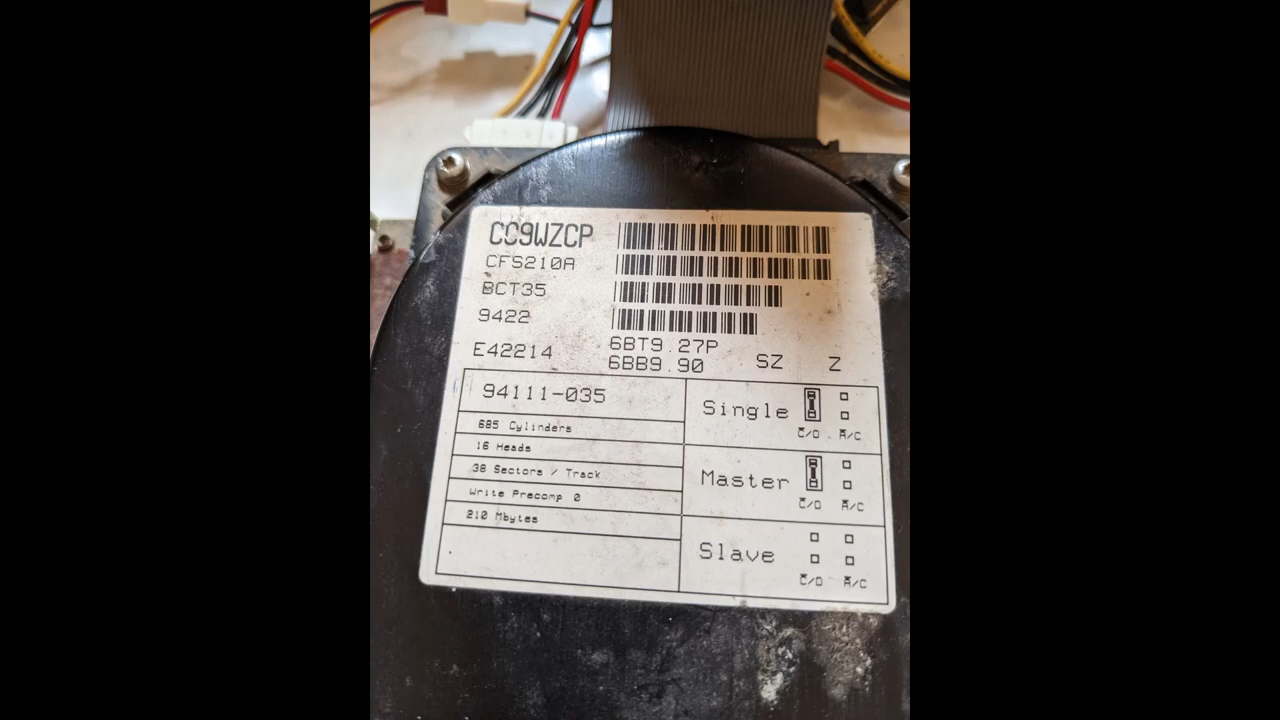 CC9WZCP
CFS210A
BCT35
9422
E42214
6BT9.27P
6BB9.90
SZ Z
94111-035
685 Cylinders
16 Heads
38 Sectors / Track
Write Precomp 0
210 Mbytes
Single
C̅/D A̅/C
Master
C̅/D A̅/C
Slave
C̅/D A̅/C